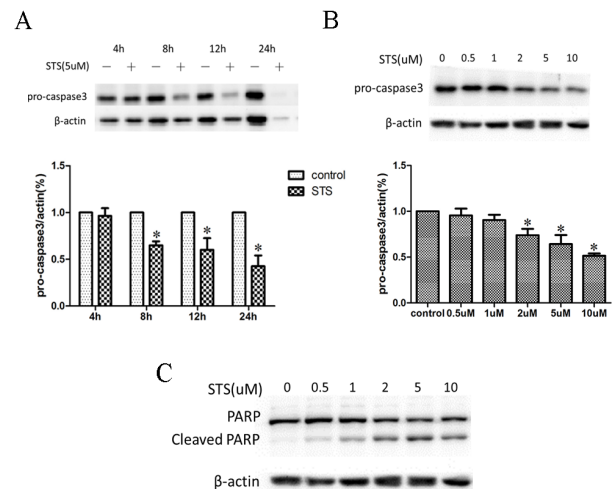 A
4h 8h 12h 24h
STS(5uM) − + − + − + − +
pro-caspase3
β-actin
pro-caspase3/actin(%)
1.5
1.0
0.5
0.0
4h 8h 12h 24h
control
STS
* * *
B
STS(uM)
0 0.5 1 2 5 10
pro-caspase3
β-actin
pro-caspase3/actin(%)
1.5
1.0
0.5
0.0
control 0.5uM 1uM 2uM 5uM 10uM
* * *
C
STS(uM) 0 0.5 1 2 5 10
PARP
Cleaved PARP
β-actin